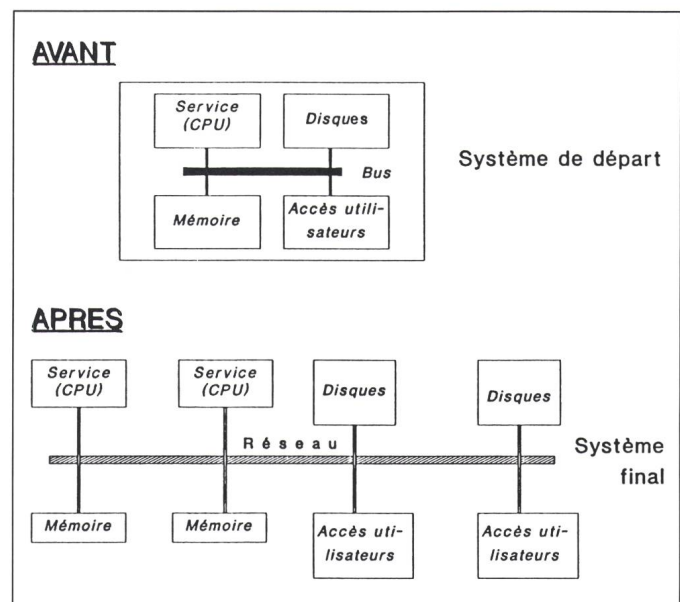 AVANT
Service
(CPU)
Disques
Système de départ
Bus
Mémoire
Accès utili-
sateurs
APRES
Service
(CPU)
Service
(CPU)
Disques
Disques
Réseau
Système
final
Mémoire
Mémoire
Accès uti-
lisateurs
Accès uti-
lisateurs